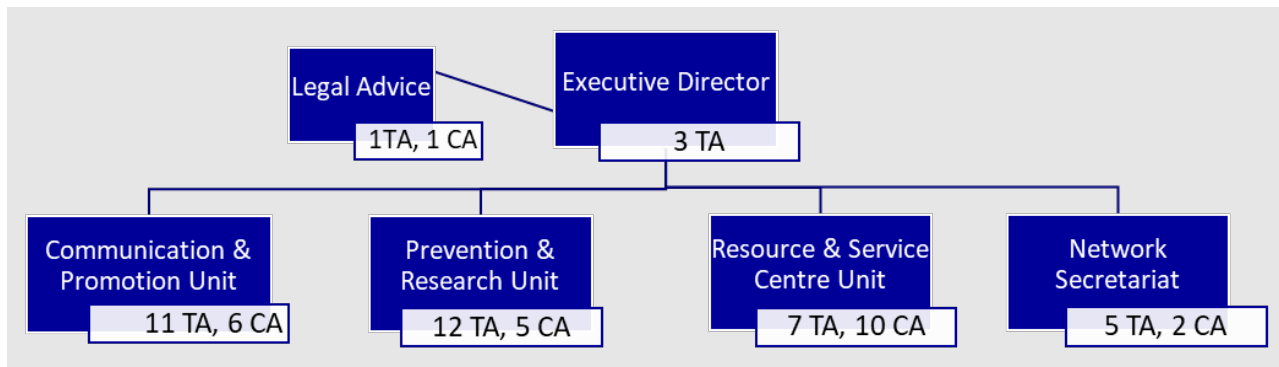 Legal Advice
1TA, 1 CA
Executive Director
3 TA
Communication &
Promotion Unit
11 TA, 6 CA
Prevention &
Research Unit
12 TA, 5 CA
Resource & Service
Centre Unit
7 TA, 10 CA
Network
Secretariat
5 TA, 2 CA